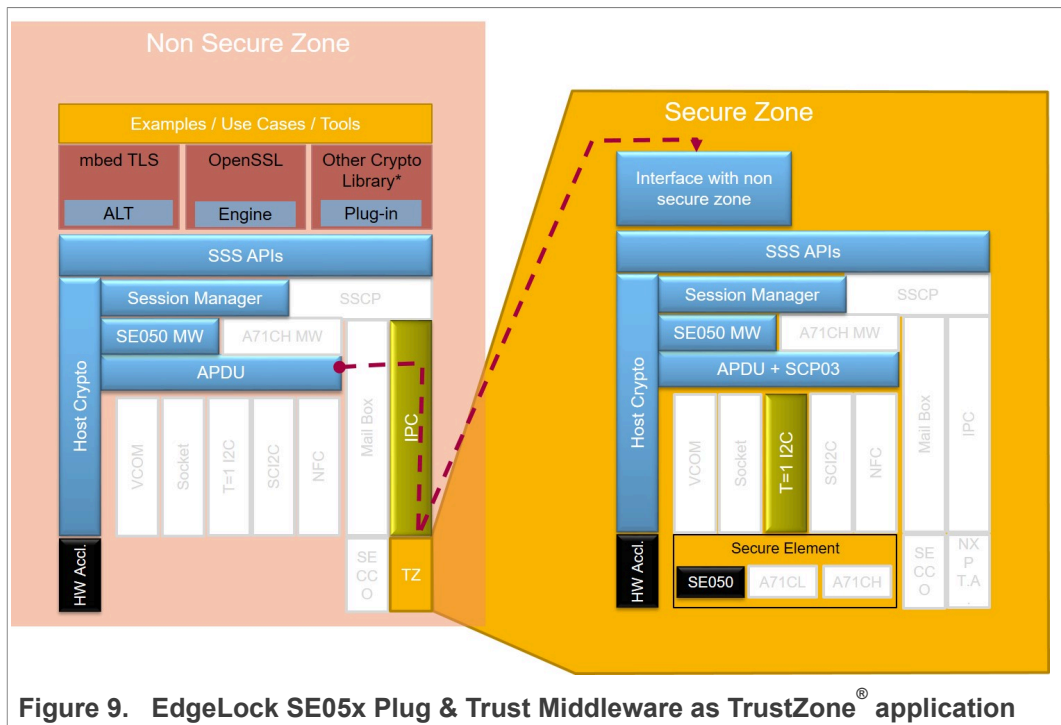 Non Secure Zone
Examples / Use Cases / Tools
mbed TLS
ALT
OpenSSL
Engine
Other Crypto
Library*
Plug-in
SSS APIs
Session Manager
SSCP
SE050 MW
A71CH MW
APDU
Host Crypto
VCOM
Socket
T=1 I2C
SCI2C
NFC
Mail Box
IPC
HW Accl.
SE
CC
O
TZ
Secure Zone
Interface with non
secure zone
SSS APIs
Session Manager
SSCP
SE050 MW
A71CH MW
APDU + SCP03
Host Crypto
VCOM
Socket
T=1 I2C
SCI2C
NFC
Mail Box
IPC
HW Accl.
Secure Element
SE050
A71CL
A71CH
SE
CC
O
NX
P
T.A
.
Figure 9. EdgeLock SE05x Plug & Trust Middleware as TrustZone® application